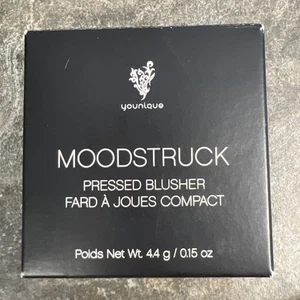 younique
MOODSTRUCK
PRESSED BLUSHER
FARD À JOUES COMPACT
Poids Net Wt. 4.4 g / 0.15 oz